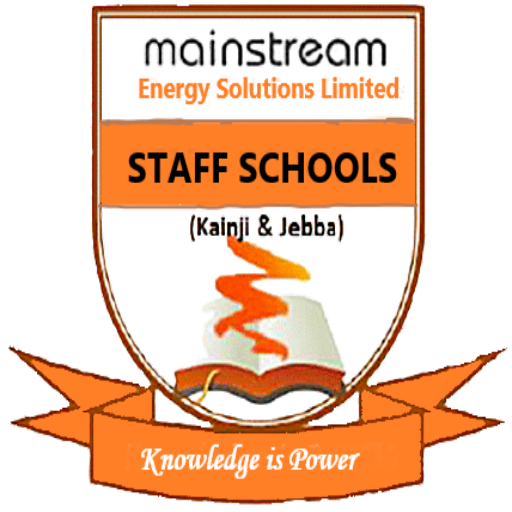 mainstream
Energy Solutions Limited
STAFF SCHOOLS
(Kainji & Jebba)
Knowledge is Power